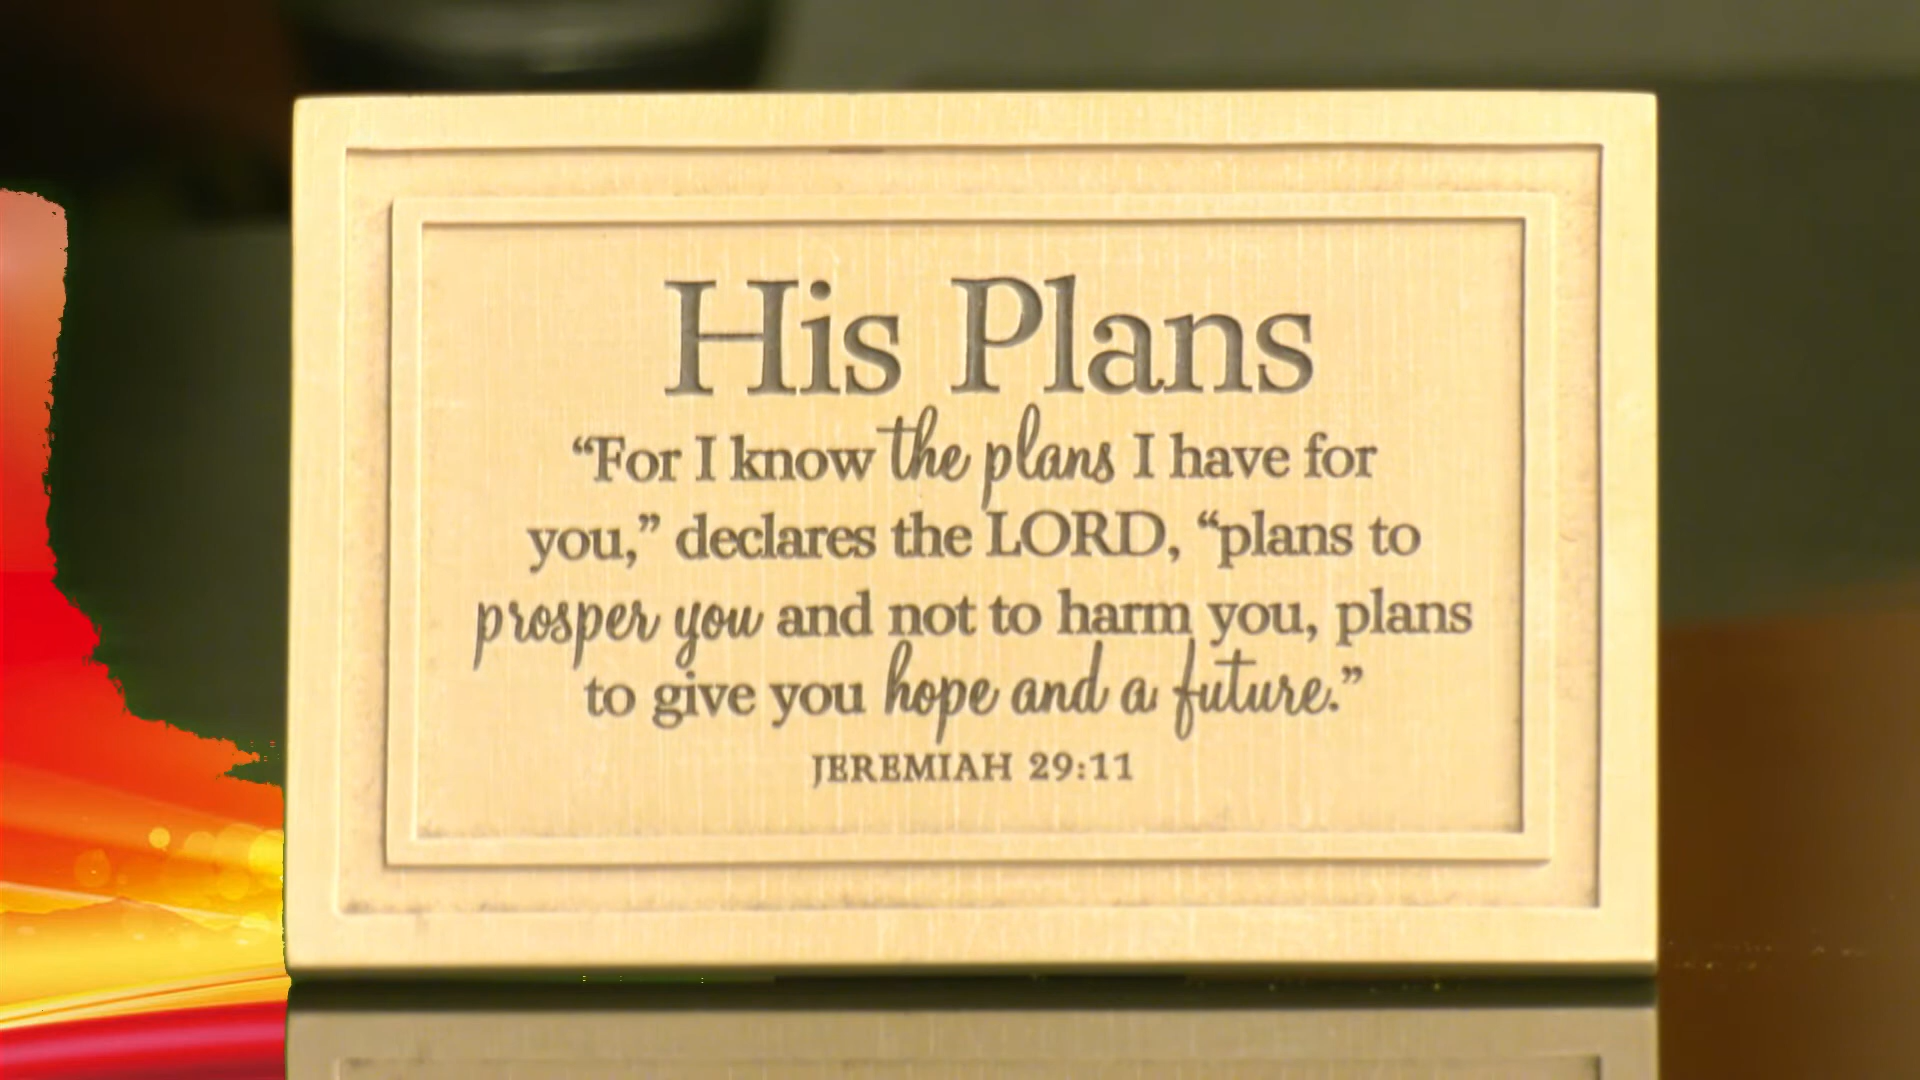 His Plans
“For I know the plans I have for
you,” declares the LORD, “plans to
prosper you and not to harm you, plans
to give you hope and a future.”
JEREMIAH 29:11